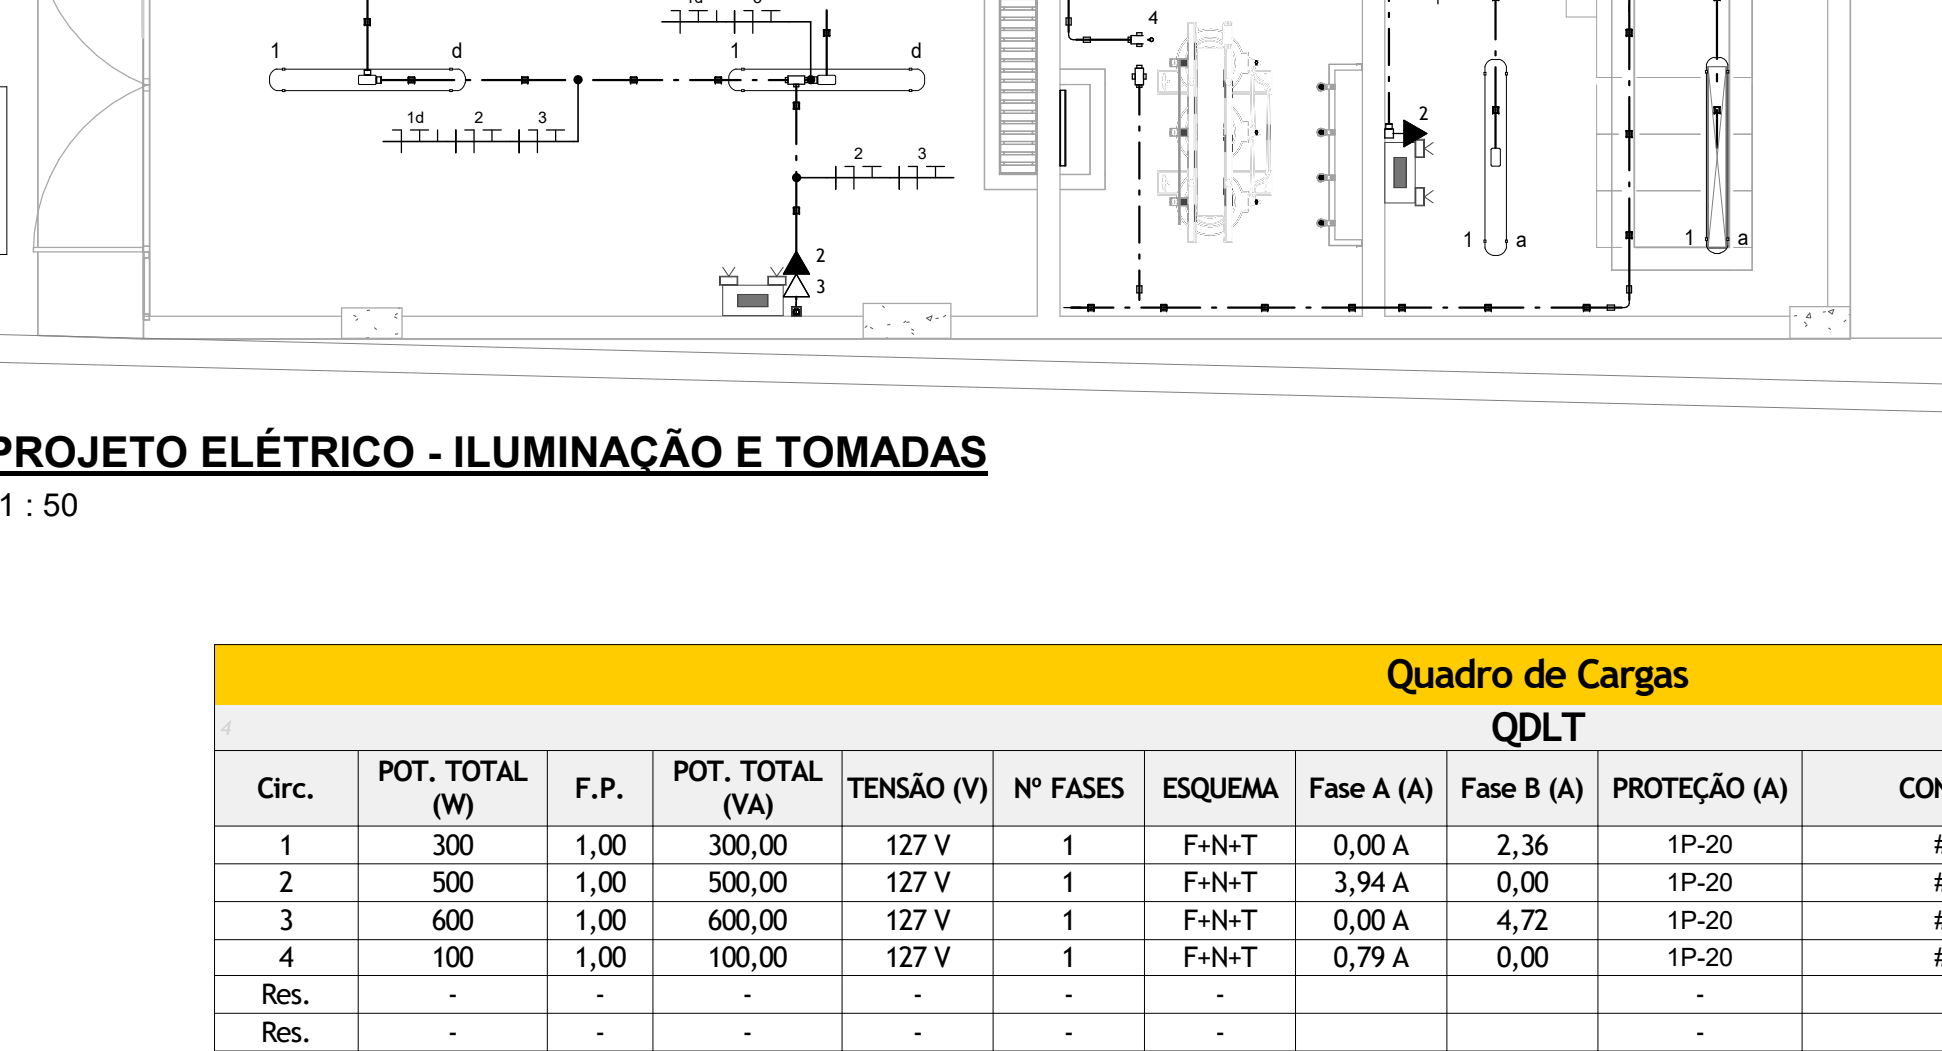 4
1 d 1 d
1d 2 3
2 3
2
2
3
1 a
1 a
PROJETO ELÉTRICO - ILUMINAÇÃO E TOMADAS
1 : 50
Quadro de Cargas
4 QDLT
Circ. POT. TOTAL (W) F.P. POT. TOTAL (VA) TENSÃO (V) Nº FASES ESQUEMA Fase A (A) Fase B (A) PROTEÇÃO (A)
1 300 1,00 300,00 127 V 1 F+N+T 0,00 A 2,36 1P-20 #
2 500 1,00 500,00 127 V 1 F+N+T 3,94 A 0,00 1P-20 #
3 600 1,00 600,00 127 V 1 F+N+T 0,00 A 4,72 1P-20 #
4 100 1,00 100,00 127 V 1 F+N+T 0,79 A 0,00 1P-20 #
Res. - - - - - - -
Res. - - - - - - -